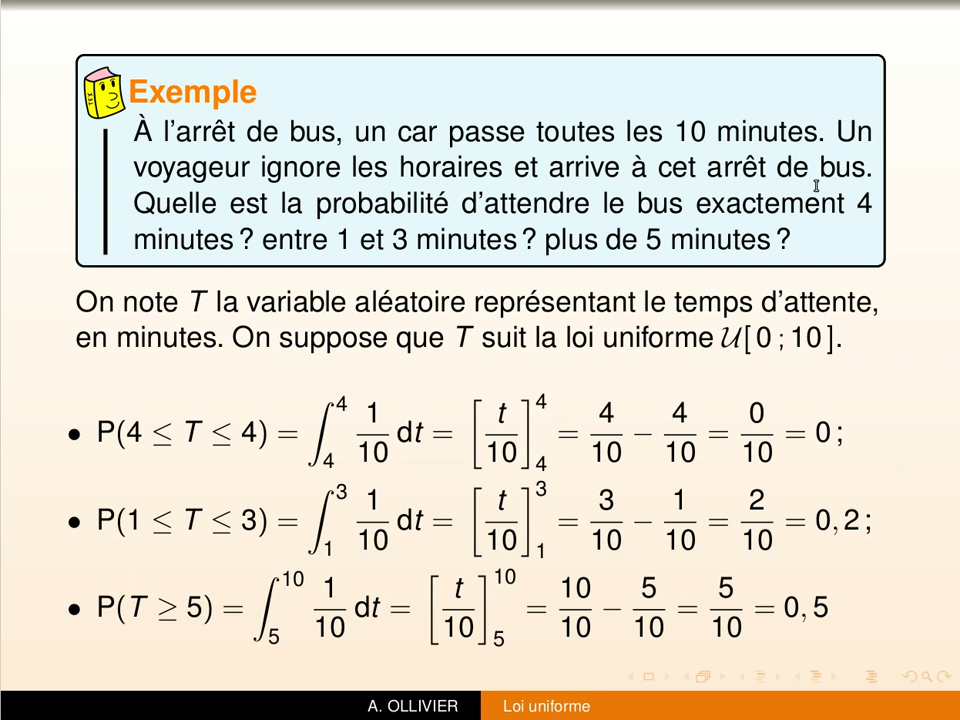 Exemple
À l'arrêt de bus, un car passe toutes les 10 minutes. Un
voyageur ignore les horaires et arrive à cet arrêt de bus.
Quelle est la probabilité d'attendre le bus exactement 4
minutes ? entre 1 et 3 minutes ? plus de 5 minutes ?
On note T la variable aléatoire représentant le temps d'attente,
en minutes. On suppose que T suit la loi uniforme 𝒰[ 0 ; 10 ].
• P(4 ≤ T ≤ 4) = ∫₄⁴ 1/10 dt = [t/10]₄⁴ = 4/10 − 4/10 = 0/10 = 0 ;
• P(1 ≤ T ≤ 3) = ∫₁³ 1/10 dt = [t/10]₁³ = 3/10 − 1/10 = 2/10 = 0, 2 ;
• P(T ≥ 5) = ∫₅¹⁰ 1/10 dt = [t/10]₅¹⁰ = 10/10 − 5/10 = 5/10 = 0, 5
A. OLLIVIER Loi uniforme